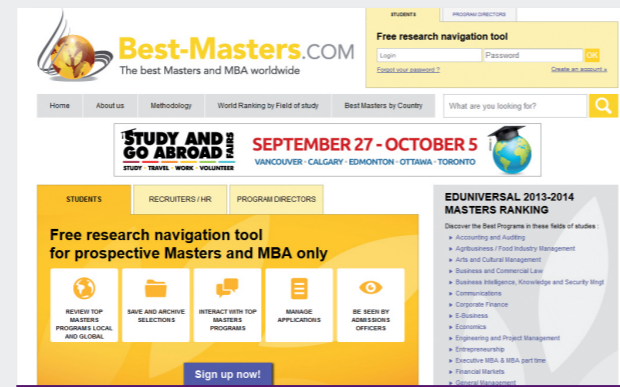 STUDENTS
PROGRAM DIRECTORS
Free research navigation tool
Login
Password
OK
Forgot your password ?
Create an account »
Best-Masters.COM
The best Masters and MBA worldwide
Home
About us
Methodology
World Ranking by Field of study
Best Masters by Country
What are you looking for?
STUDY AND GO ABROAD FAIRS
STUDY · TRAVEL · WORK · VOLUNTEER
SEPTEMBER 27 - OCTOBER 5
VANCOUVER · CALGARY · EDMONTON · OTTAWA · TORONTO
STUDENTS
RECRUITERS / HR
PROGRAM DIRECTORS
Free research navigation tool
for prospective Masters and MBA only
REVIEW TOP
MASTERS
PROGRAMS LOCAL
AND GLOBAL
SAVE AND ARCHIVE
SELECTIONS
INTERACT WITH TOP
MASTERS
PROGRAMS
MANAGE
APPLICATIONS
BE SEEN BY
ADMISSIONS
OFFICERS
Sign up now!
EDUNIVERSAL 2013-2014
MASTERS RANKING
Discover the Best Programs in these fields of studies :
Accounting and Auditing
Agribusiness / Food Industry Management
Arts and Cultural Management
Business and Commercial Law
Business Intelligence, Knowledge and Security Mngt
Communications
Corporate Finance
E-Business
Economics
Engineering and Project Management
Entrepreneurship
Executive MBA & MBA part time
Financial Markets
General Management